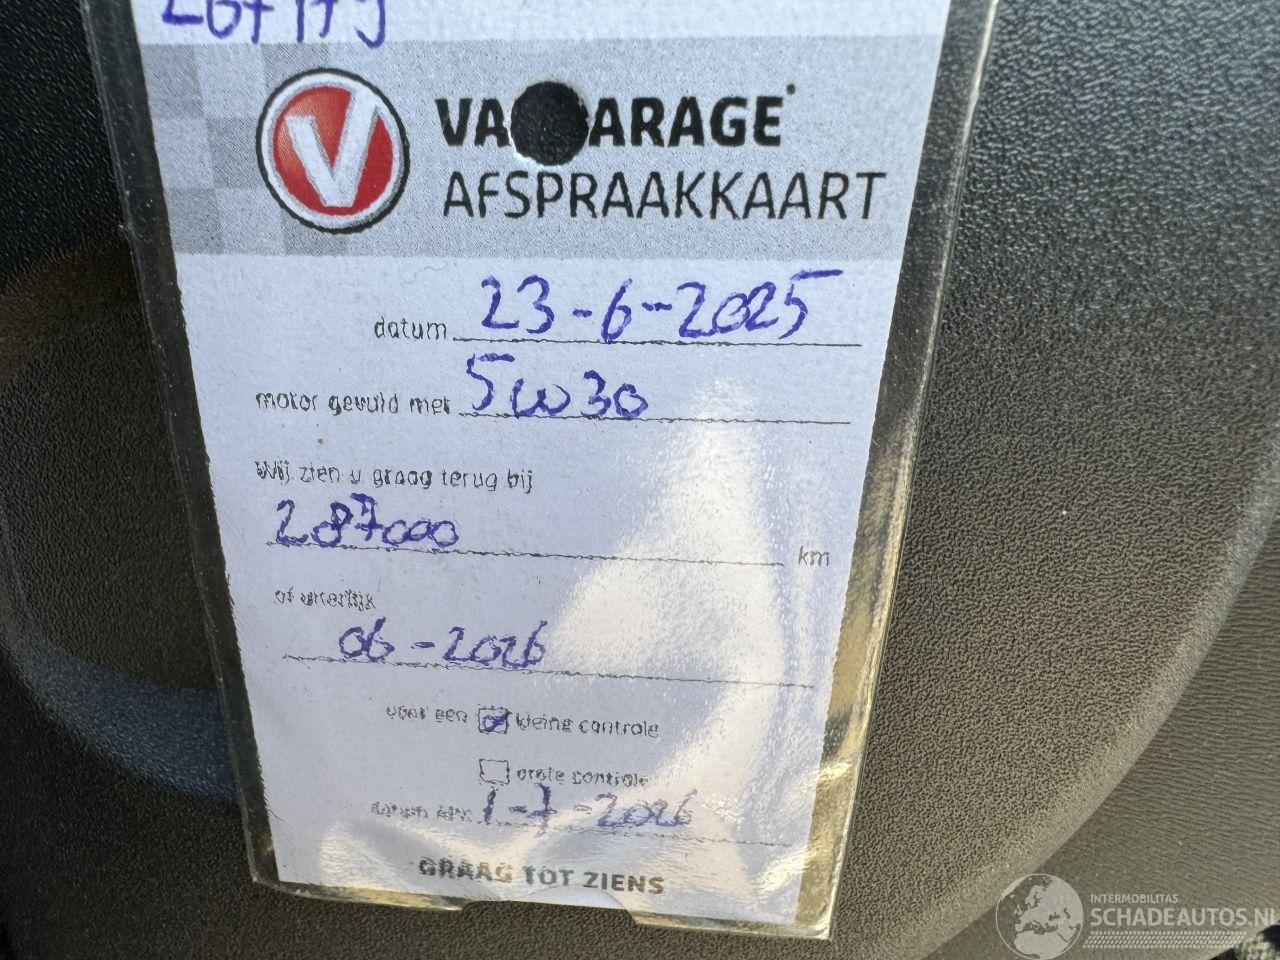 V
VA ARAGE
AFSPRAAKKAART
datum 23-6-2025
motor gevuld met 5W30
Wij zien u graag terug bij
287000 km
of uiterlijk
06-2026
voor een kleine controle
grote controle
datum APK 1-7-2026
GRAAG TOT ZIENS
INTERMOBILITAS
SCHADEAUTOS.NL